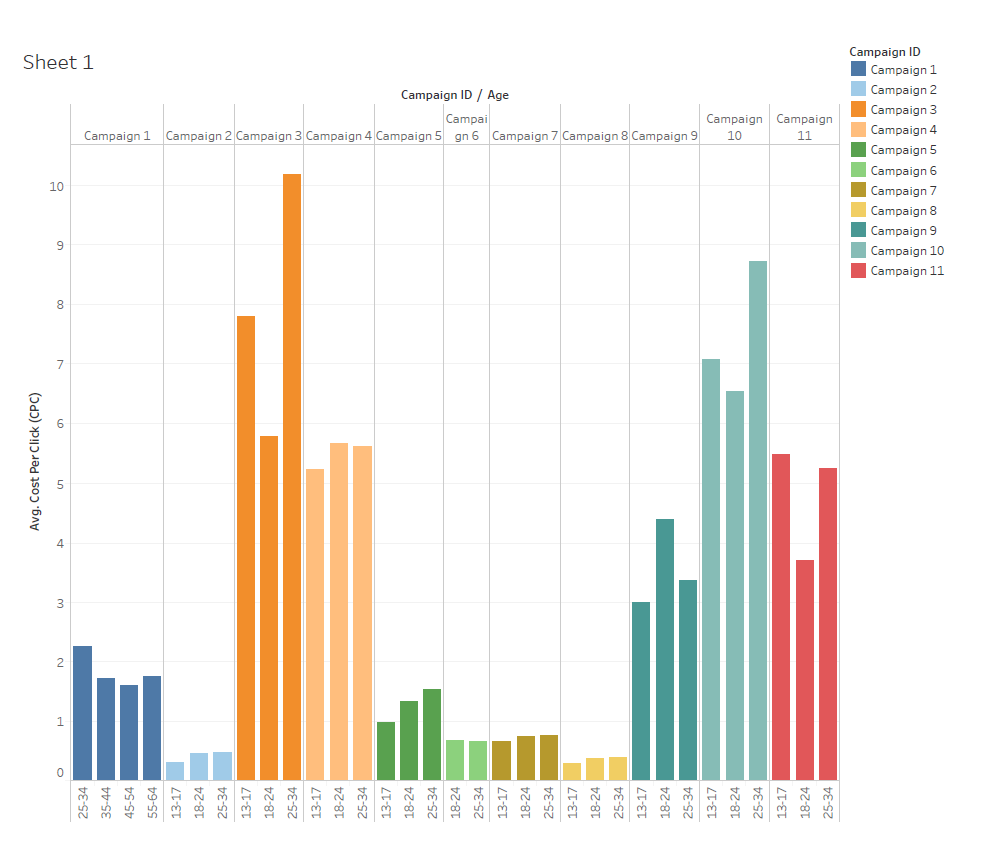 Sheet 1
Campaign ID / Age
Campaign 1
Campaign 2
Campaign 3
Campaign 4
Campaign 5
Campai
gn 6
Campaign 7
Campaign 8
Campaign 9
Campaign
10
Campaign
11
Avg. Cost Per Click (CPC)
10
9
8
7
6
5
4
3
2
1
0
25-34
35-44
45-54
55-64
13-17
18-24
25-34
13-17
18-24
25-34
13-17
18-24
25-34
13-17
18-24
25-34
18-24
25-34
13-17
18-24
25-34
13-17
18-24
25-34
13-17
18-24
25-34
13-17
18-24
25-34
13-17
18-24
25-34
Campaign ID
Campaign 1
Campaign 2
Campaign 3
Campaign 4
Campaign 5
Campaign 6
Campaign 7
Campaign 8
Campaign 9
Campaign 10
Campaign 11